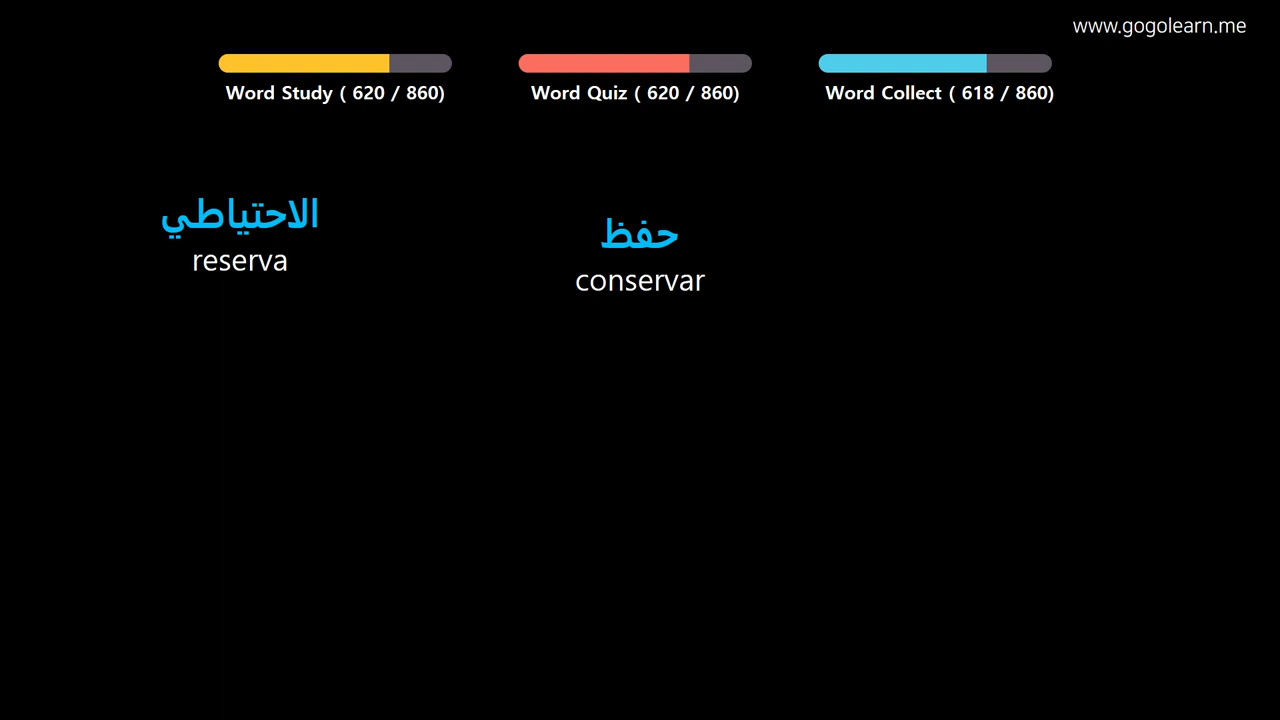 www.gogolearn.me
Word Study ( 620 / 860)
Word Quiz ( 620 / 860)
Word Collect ( 618 / 860)
الاحتياطي
reserva
حفظ
conservar